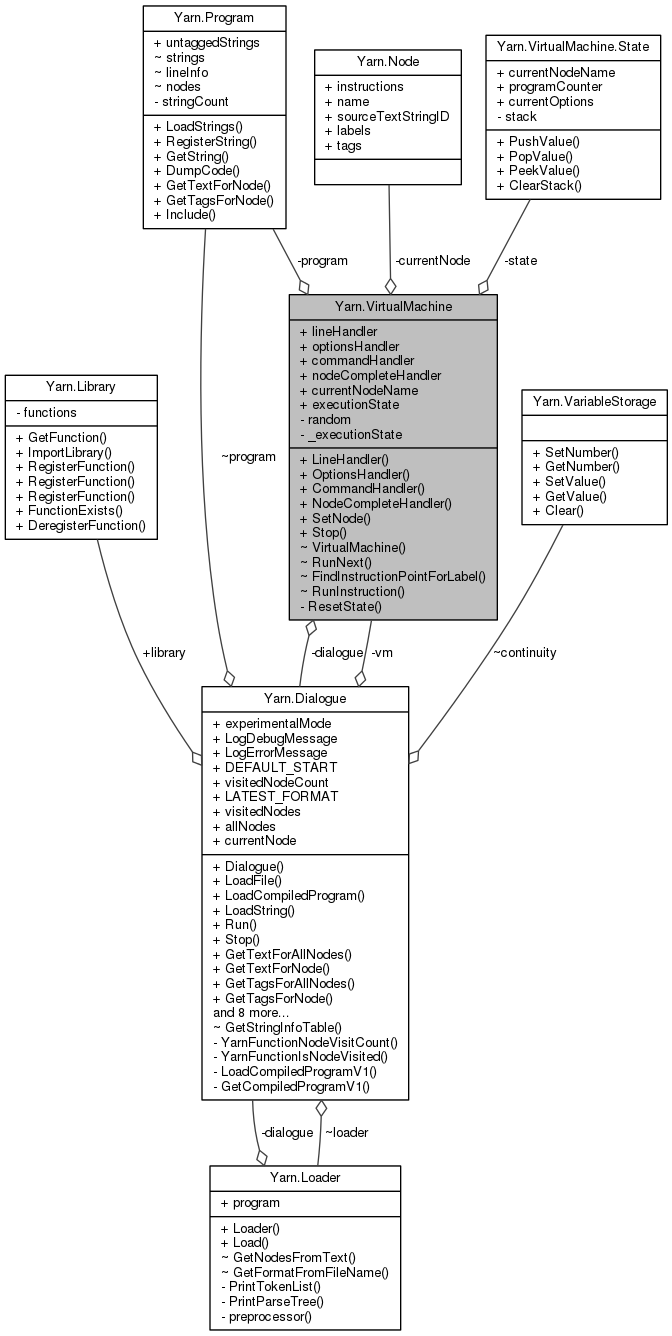 Yarn.Program
+ untaggedStrings
~ strings
~ lineInfo
~ nodes
- stringCount
+ LoadStrings()
+ RegisterString()
+ GetString()
+ DumpCode()
+ GetTextForNode()
+ GetTagsForNode()
+ Include()
Yarn.Node
+ instructions
+ name
+ sourceTextStringID
+ labels
+ tags
Yarn.VirtualMachine.State
+ currentNodeName
+ programCounter
+ currentOptions
- stack
+ PushValue()
+ PopValue()
+ PeekValue()
+ ClearStack()
-program
-currentNode
-state
Yarn.VirtualMachine
+ lineHandler
+ optionsHandler
+ commandHandler
+ nodeCompleteHandler
+ currentNodeName
+ executionState
- random
- _executionState
+ LineHandler()
+ OptionsHandler()
+ CommandHandler()
+ NodeCompleteHandler()
+ SetNode()
+ Stop()
~ VirtualMachine()
~ RunNext()
~ FindInstructionPointForLabel()
~ RunInstruction()
- ResetState()
Yarn.Library
- functions
+ GetFunction()
+ ImportLibrary()
+ RegisterFunction()
+ RegisterFunction()
+ RegisterFunction()
+ FunctionExists()
+ DeregisterFunction()
~program
Yarn.VariableStorage
+ SetNumber()
+ GetNumber()
+ SetValue()
+ GetValue()
+ Clear()
+library
-dialogue
-vm
~continuity
Yarn.Dialogue
+ experimentalMode
+ LogDebugMessage
+ LogErrorMessage
+ DEFAULT_START
+ visitedNodeCount
+ LATEST_FORMAT
+ visitedNodes
+ allNodes
+ currentNode
+ Dialogue()
+ LoadFile()
+ LoadCompiledProgram()
+ LoadString()
+ Run()
+ Stop()
+ GetTextForAllNodes()
+ GetTextForNode()
+ GetTagsForAllNodes()
+ GetTagsForNode()
and 8 more...
~ GetStringInfoTable()
- YarnFunctionNodeVisitCount()
- YarnFunctionIsNodeVisited()
- LoadCompiledProgramV1()
- GetCompiledProgramV1()
-dialogue
~loader
Yarn.Loader
+ program
+ Loader()
+ Load()
~ GetNodesFromText()
~ GetFormatFromFileName()
- PrintTokenList()
- PrintParseTree()
- preprocessor()